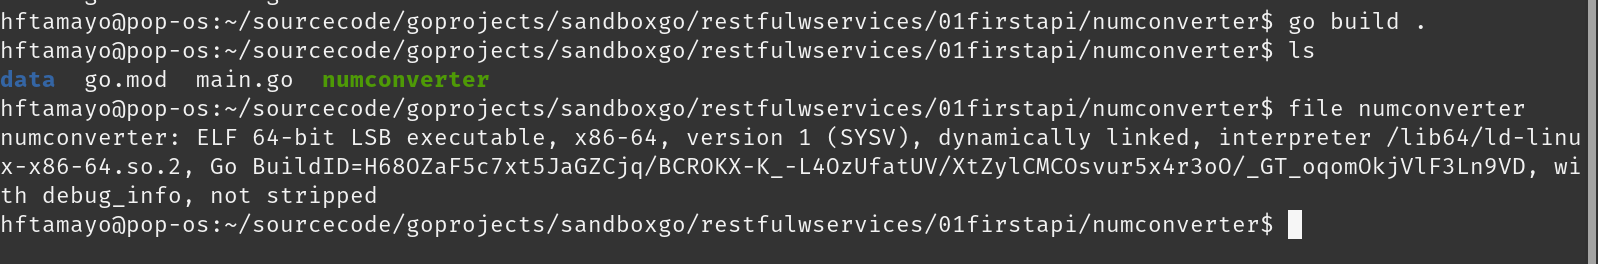 hftamayo@pop-os:~/sourcecode/goprojects/sandboxgo/restfulwservices/01firstapi/numconverter$ go build .
hftamayo@pop-os:~/sourcecode/goprojects/sandboxgo/restfulwservices/01firstapi/numconverter$ ls
data  go.mod  main.go  numconverter
hftamayo@pop-os:~/sourcecode/goprojects/sandboxgo/restfulwservices/01firstapi/numconverter$ file numconverter
numconverter: ELF 64-bit LSB executable, x86-64, version 1 (SYSV), dynamically linked, interpreter /lib64/ld-linu
x-x86-64.so.2, Go BuildID=H68OZaF5c7xt5JaGZCjq/BCROKX-K_-L4OzUfatUV/XtZylCMCOsvur5x4r3oO/_GT_oqomOkjVlF3Ln9VD, wi
th debug_info, not stripped
hftamayo@pop-os:~/sourcecode/goprojects/sandboxgo/restfulwservices/01firstapi/numconverter$